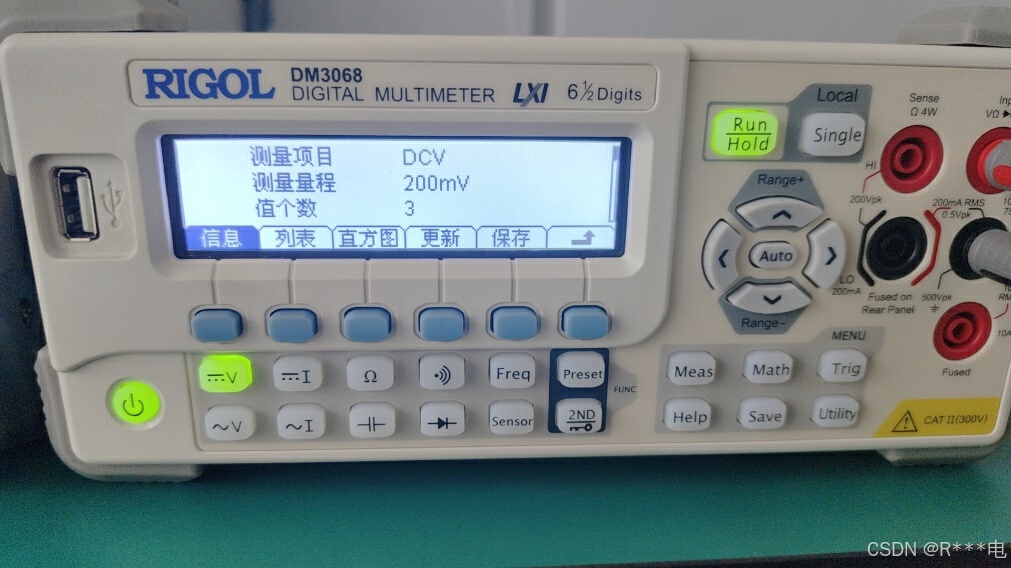 RIGOL DM3068
DIGITAL MULTIMETER LXI 6½ Digits
测量项目 DCV
测量量程 200mV
值个数 3
信息 列表 直方图 更新 保存
Run
Hold
Local
Single
Range+
Auto
Range−
Sense
Ω 4W
HI
200Vpk
200mA RMS
0.5Vpk
LO
200mA
Fused on
Rear Panel
500Vpk
Fused
V I Ω Freq Preset
FUNC
~V ~I Sensor 2ND
MENU
Meas Math Trig
Help Save Utility
CAT II(300V)
CSDN @R***电